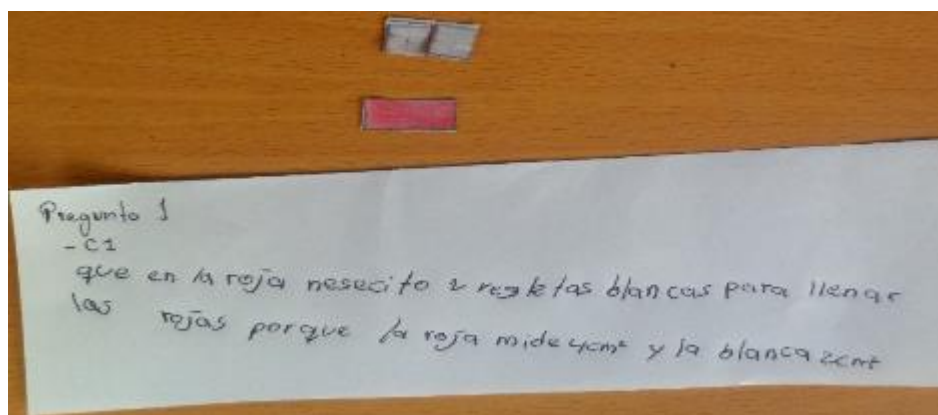 Pregunta 1
- C1
que en la roja nesecito 2 regletas blancas para llenar
las rojas porque la roja mide 4cm² y la blanca 2cm²